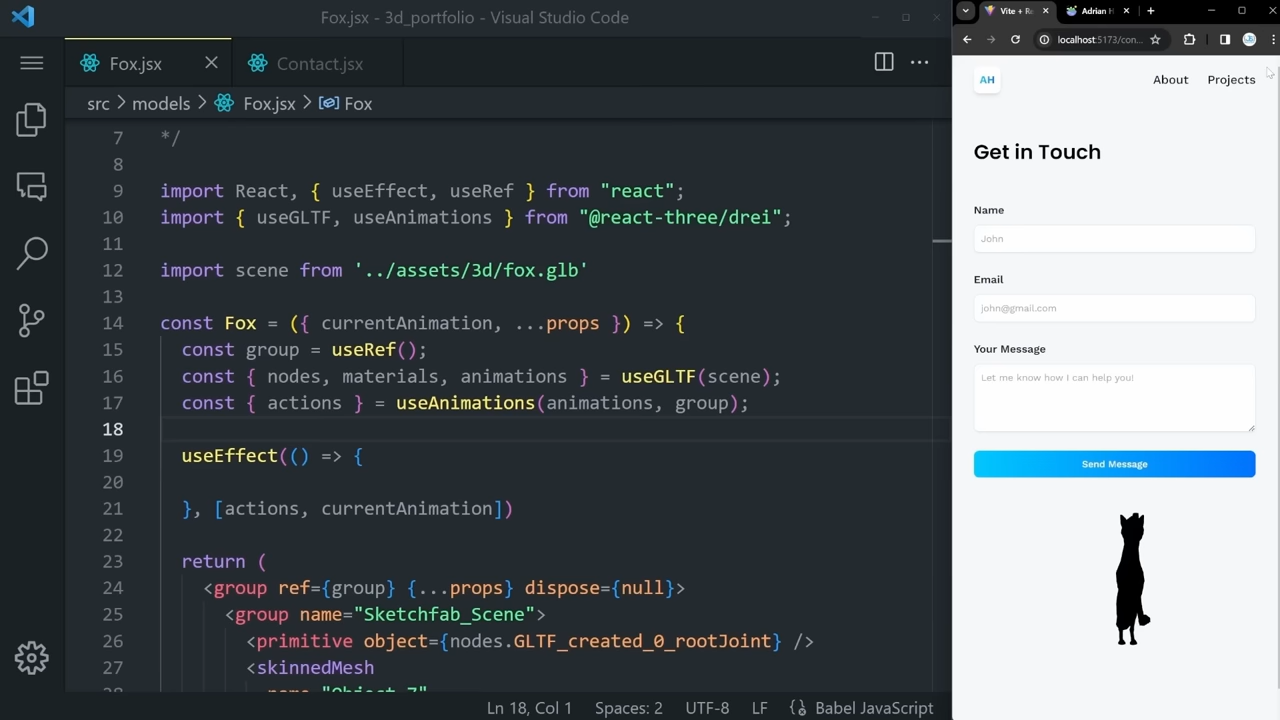 Fox.jsx - 3d_portfolio - Visual Studio Code
Fox.jsx
Contact.jsx
src > models > Fox.jsx > Fox
7 */
8
9 import React, { useEffect, useRef } from "react";
10 import { useGLTF, useAnimations } from "@react-three/drei";
11
12 import scene from '../assets/3d/fox.glb'
13
14 const Fox = ({ currentAnimation, ...props }) => {
15 const group = useRef();
16 const { nodes, materials, animations } = useGLTF(scene);
17 const { actions } = useAnimations(animations, group);
18
19 useEffect(() => {
20
21 }, [actions, currentAnimation])
22
23 return (
24 <group ref={group} {...props} dispose={null}>
25 <group name="Sketchfab_Scene">
26 <primitive object={nodes.GLTF_created_0_rootJoint} />
27 <skinnedMesh
28 name="Object_7"
Ln 18, Col 1 Spaces: 2 UTF-8 LF Babel JavaScript
Vite + Re
Adrian H
localhost:5173/con...
AH
About Projects
Get in Touch
Name
John
Email
john@gmail.com
Your Message
Let me know how I can help you!
Send Message